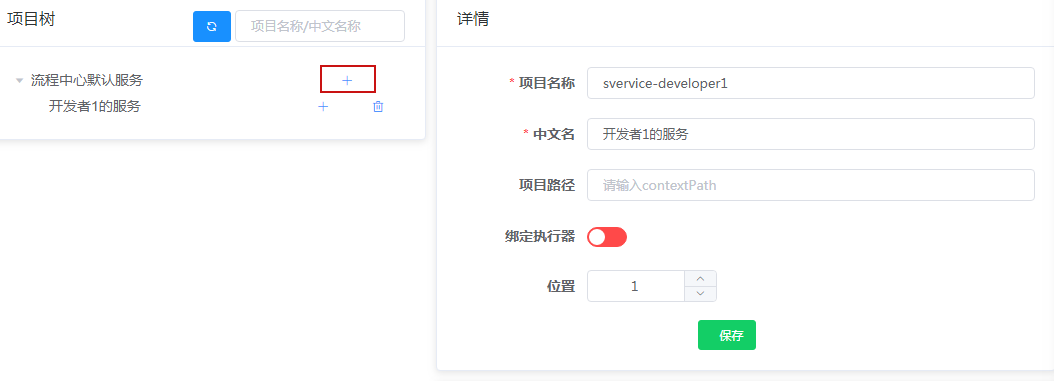 项目树
项目名称/中文名称
流程中心默认服务
开发者1的服务
详情
* 项目名称
svervice-developer1
* 中文名
开发者1的服务
项目路径
请输入contextPath
绑定执行器
位置
1
保存